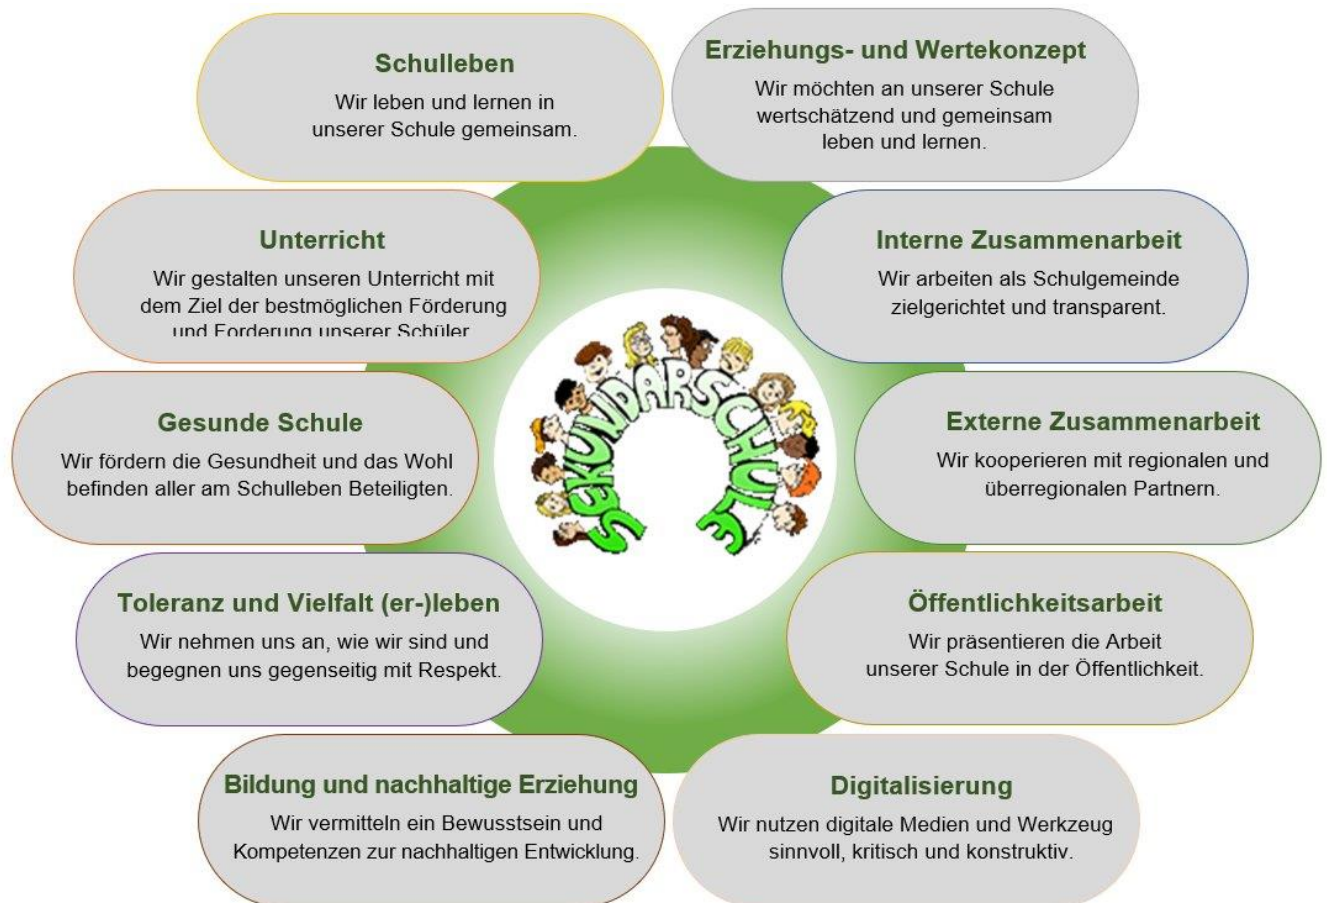 Schulleben
Wir leben und lernen in
unserer Schule gemeinsam.
Erziehungs- und Wertekonzept
Wir möchten an unserer Schule
wertschätzend und gemeinsam
leben und lernen.
Unterricht
Wir gestalten unseren Unterricht mit
dem Ziel der bestmöglichen Förderung
und Forderung unserer Schüler
Interne Zusammenarbeit
Wir arbeiten als Schulgemeinde
zielgerichtet und transparent.
Gesunde Schule
Wir fördern die Gesundheit und das Wohl
befinden aller am Schulleben Beteiligten.
SEKUNDARSCHULE
Externe Zusammenarbeit
Wir kooperieren mit regionalen und
überregionalen Partnern.
Toleranz und Vielfalt (er-)leben
Wir nehmen uns an, wie wir sind und
begegnen uns gegenseitig mit Respekt.
Öffentlichkeitsarbeit
Wir präsentieren die Arbeit
unserer Schule in der Öffentlichkeit.
Bildung und nachhaltige Erziehung
Wir vermitteln ein Bewusstsein und
Kompetenzen zur nachhaltigen Entwicklung.
Digitalisierung
Wir nutzen digitale Medien und Werkzeug
sinnvoll, kritisch und konstruktiv.